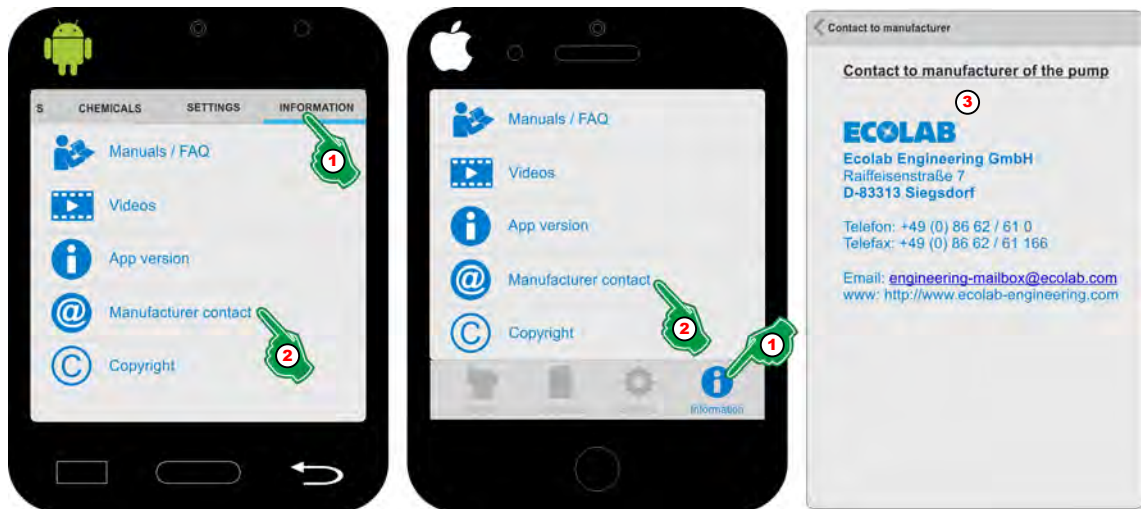 S CHEMICALS SETTINGS INFORMATION
1
Manuals / FAQ
Videos
App version
Manufacturer contact
2
Copyright
Manuals / FAQ
Videos
App version
Manufacturer contact
2
Copyright
1
Information
Contact to manufacturer
Contact to manufacturer of the pump
3
ECOLAB
Ecolab Engineering GmbH
Raiffeisenstraße 7
D-83313 Siegsdorf
Telefon: +49 (0) 86 62 / 61 0
Telefax: +49 (0) 86 62 / 61 166
Email: engineering-mailbox@ecolab.com
www: http://www.ecolab-engineering.com